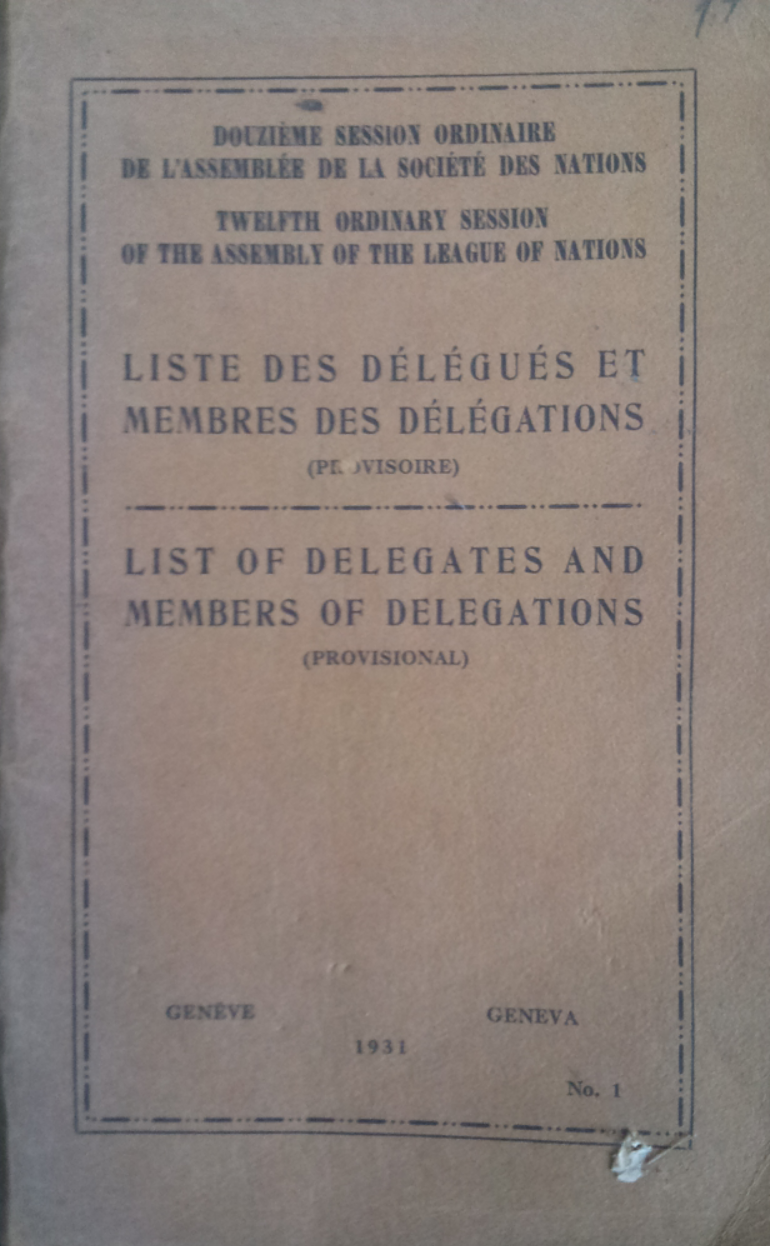 DOUZIÈME SESSION ORDINAIRE
DE L'ASSEMBLÉE DE LA SOCIÉTÉ DES NATIONS
TWELFTH ORDINARY SESSION
OF THE ASSEMBLY OF THE LEAGUE OF NATIONS
LISTE DES DÉLÉGUÉS ET
MEMBRES DES DÉLÉGATIONS
(PROVISOIRE)
LIST OF DELEGATES AND
MEMBERS OF DELEGATIONS
(PROVISIONAL)
GENÈVE GENEVA
1931
No. 1